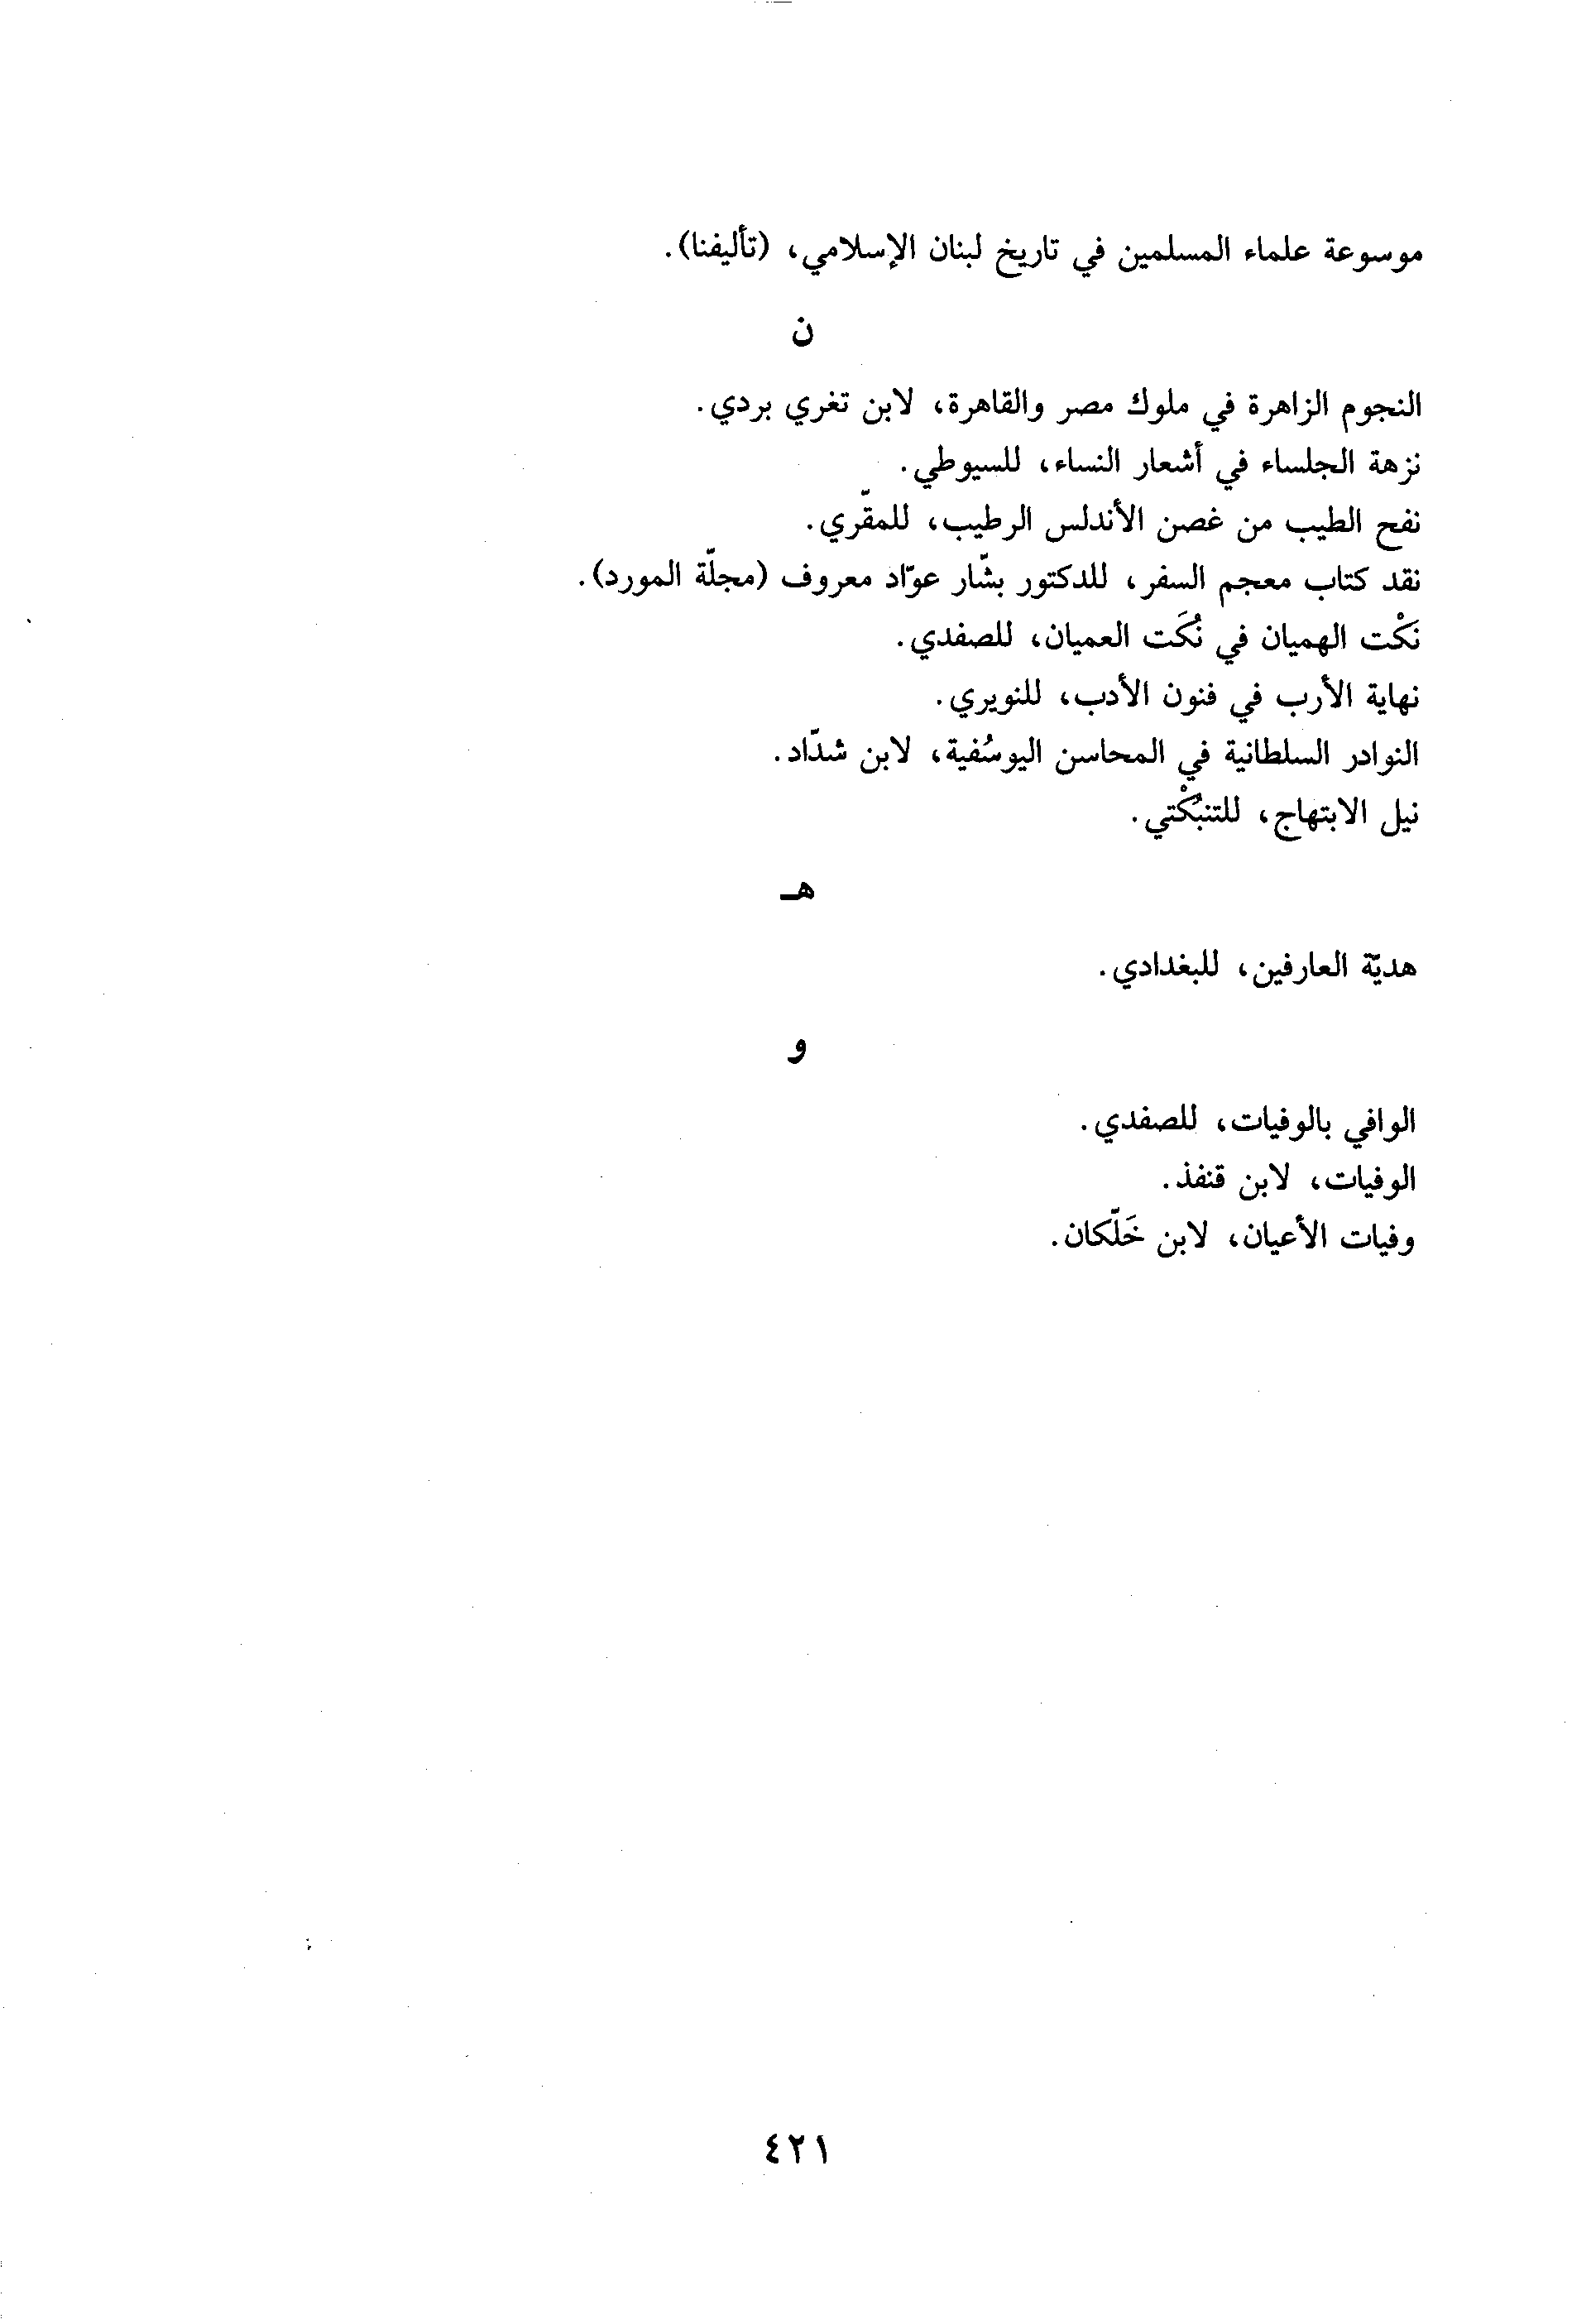 موسوعة علماء المسلمين في تاريخ لبنان الإسلامي، (تأليفنا).
ن
النجوم الزاهرة في ملوك مصر والقاهرة، لابن تغري بردي.
نزهة الجلساء في أشعار النساء، للسيوطي.
نفح الطيب من غصن الأندلس الرطيب، للمقّري.
نقد كتاب معجم السفر، للدكتور بشّار عوّاد معروف (مجلّة المورد).
نَكْت الهميان في نُكَت العميان، للصفدي.
نهاية الأرب في فنون الأدب، للنويري.
النوادر السلطانية في المحاسن اليوسُفية، لابن شدّاد.
نيل الابتهاج، للتنبُكْتي.
هـ
هديّة العارفين، للبغدادي.
و
الوافي بالوفيات، للصفدي.
الوفيات، لابن قنفذ.
وفيات الأعيان، لابن خَلّكان.
٤٢١